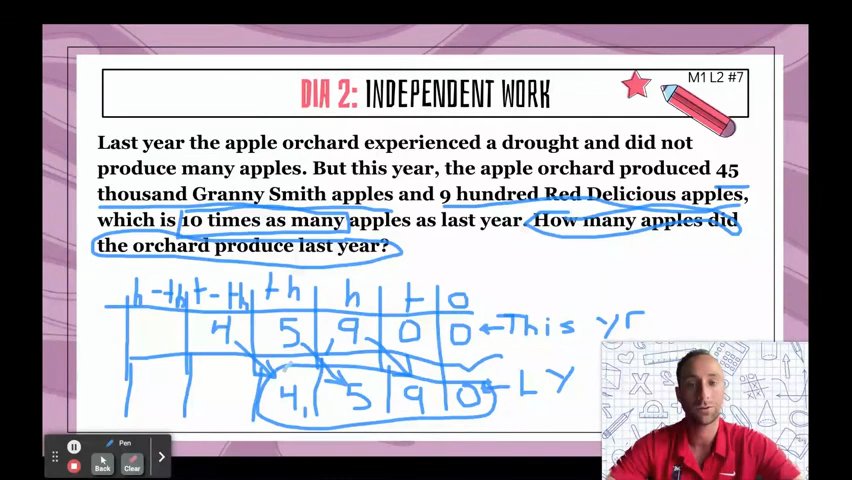 M1 L2 #7
DIA 2: INDEPENDENT WORK
Last year the apple orchard experienced a drought and did not
produce many apples. But this year, the apple orchard produced 45
thousand Granny Smith apples and 9 hundred Red Delicious apples,
which is 10 times as many apples as last year. How many apples did
the orchard produce last year?
h-th t-th th h t o
4 5 9 0 0 ←This yr
4, 5 9 0 ← L Y
Pen
Back Clear